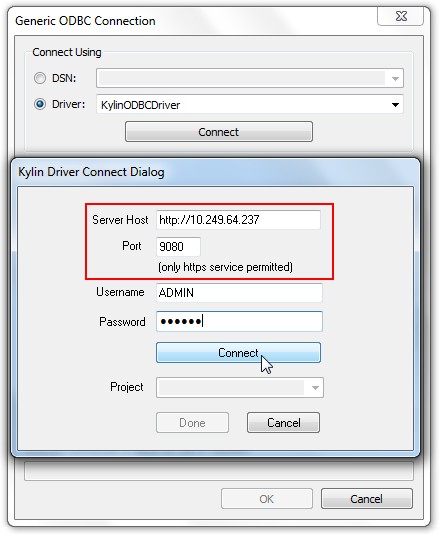 Generic ODBC Connection
Connect Using
DSN:
Driver: KylinODBCDriver
Connect
Kylin Driver Connect Dialog
Server Host http://10.249.64.237
Port 9080
(only https service permitted)
Username ADMIN
Password ●●●●●●
Connect
Project
Done Cancel
OK Cancel